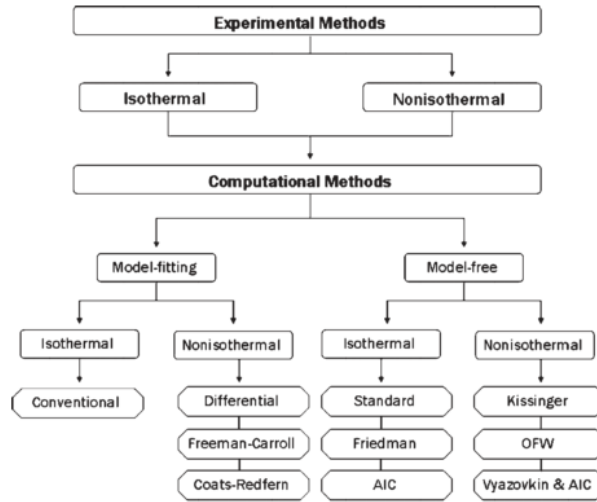 Experimental Methods
Isothermal
Nonisothermal
Computational Methods
Model-fitting
Model-free
Isothermal
Nonisothermal
Isothermal
Nonisothermal
Conventional
Differential
Standard
Kissinger
Freeman-Carroll
Friedman
OFW
Coats-Redfern
AIC
Vyazovkin & AIC